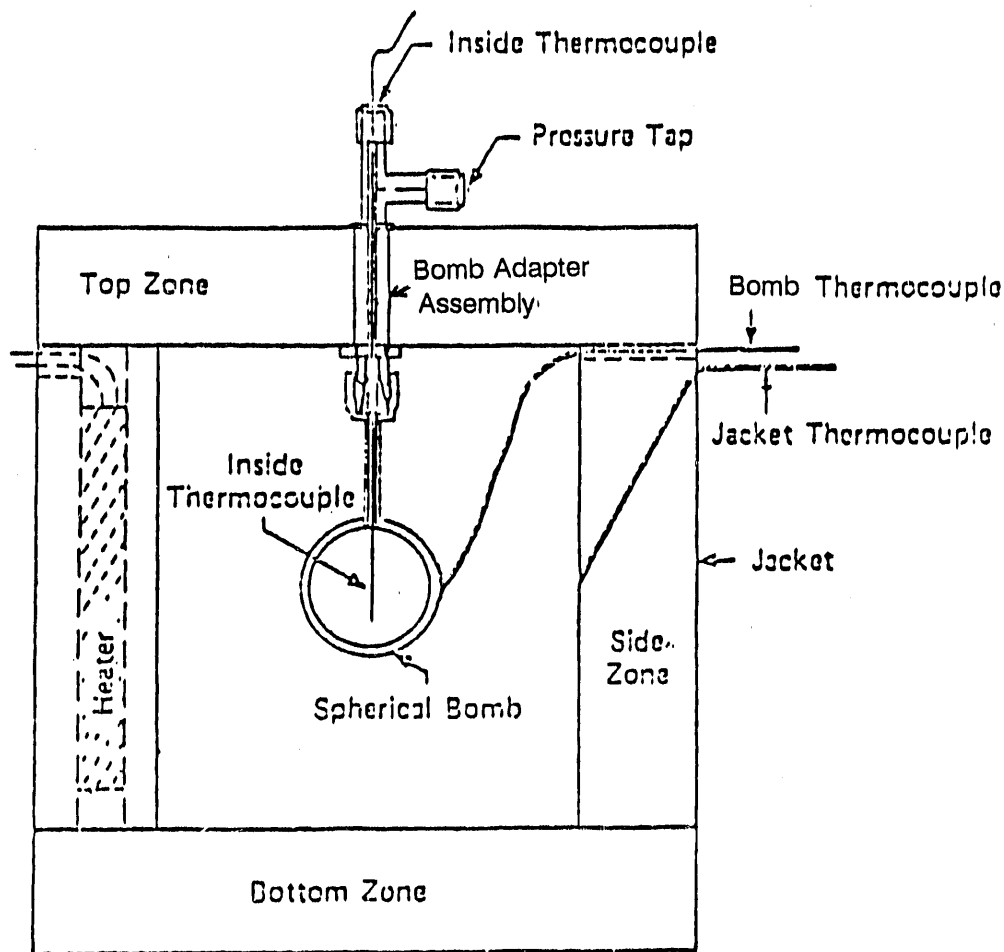 Inside Thermocouple
Pressure Tap
Top Zone
Bomb Adapter
Assembly
Bomb Thermocouple
Jacket Thermocouple
Inside
Thermocouple
Jacket
Heater
Side
Zone
Spherical Bomb
Bottom Zone